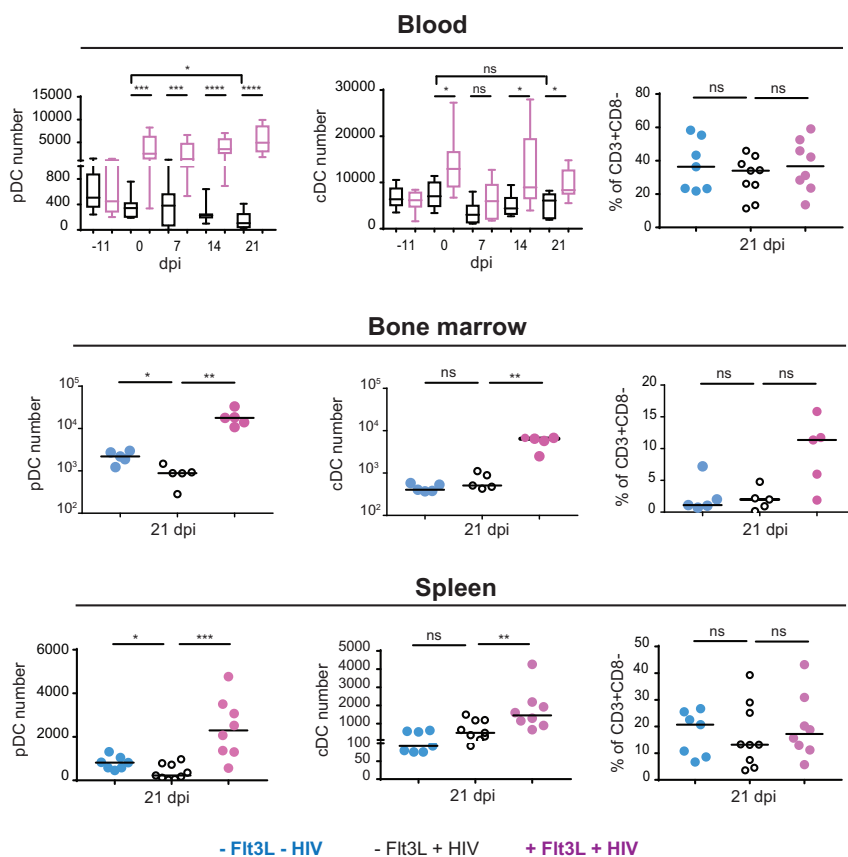 Blood
*
*** *** **** ****
pDC number
15000
10000
5000
800
400
0
-11 0 7 14 21
dpi
ns
* ns * *
cDC number
30000
20000
10000
0
-11 0 7 14 21
dpi
ns ns
% of CD3+CD8-
80
60
40
20
0
21 dpi
Bone marrow
* **
pDC number
10⁵
10⁴
10³
10²
21 dpi
ns **
cDC number
10⁵
10⁴
10³
10²
21 dpi
ns ns
% of CD3+CD8-
20
15
10
5
0
21 dpi
Spleen
* ***
pDC number
6000
4000
2000
0
21 dpi
ns **
cDC number
5000
4000
3000
2000
1000
100
50
0
21 dpi
ns ns
% of CD3+CD8-
50
40
30
20
10
0
21 dpi
- Flt3L - HIV - Flt3L + HIV + Flt3L + HIV